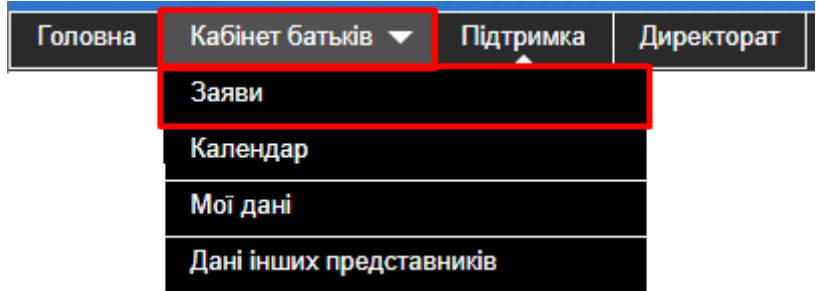 Головна Кабінет батьків Підтримка Директорат
Заяви
Календар
Мої дані
Дані інших представників